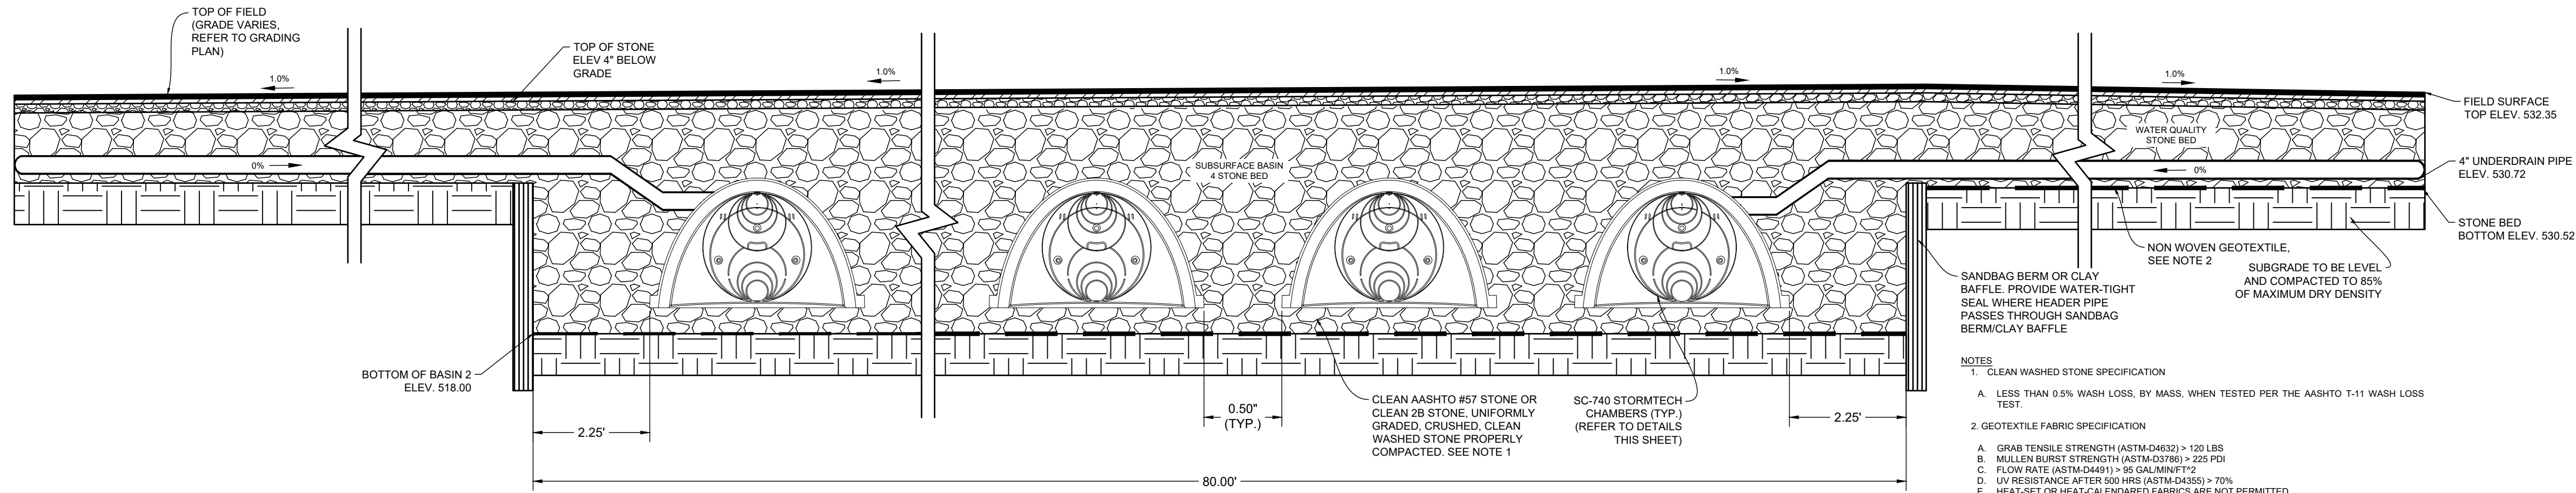 TOP OF FIELD
(GRADE VARIES,
REFER TO GRADING
PLAN)
TOP OF STONE
ELEV 4" BELOW
GRADE
1.0%
1.0%
1.0%
1.0%
FIELD SURFACE
TOP ELEV. 532.35
WATER QUALITY
STONE BED
0%
SUBSURFACE BASIN
4 STONE BED
0%
4" UNDERDRAIN PIPE
ELEV. 530.72
STONE BED
BOTTOM ELEV. 530.52
NON WOVEN GEOTEXTILE,
SEE NOTE 2
SUBGRADE TO BE LEVEL
AND COMPACTED TO 85%
OF MAXIMUM DRY DENSITY
SANDBAG BERM OR CLAY
BAFFLE. PROVIDE WATER-TIGHT
SEAL WHERE HEADER PIPE
PASSES THROUGH SANDBAG
BERM/CLAY BAFFLE
BOTTOM OF BASIN 2
ELEV. 518.00
2.25'
0.50"
(TYP.)
CLEAN AASHTO #57 STONE OR
CLEAN 2B STONE, UNIFORMLY
GRADED, CRUSHED, CLEAN
WASHED STONE PROPERLY
COMPACTED. SEE NOTE 1
SC-740 STORMTECH
CHAMBERS (TYP.)
(REFER TO DETAILS
THIS SHEET)
2.25'
80.00'
NOTES
1. CLEAN WASHED STONE SPECIFICATION
A. LESS THAN 0.5% WASH LOSS, BY MASS, WHEN TESTED PER THE AASHTO T-11 WASH LOSS
TEST.
2. GEOTEXTILE FABRIC SPECIFICATION
A. GRAB TENSILE STRENGTH (ASTM-D4632) > 120 LBS
B. MULLEN BURST STRENGTH (ASTM-D3786) > 225 PDI
C. FLOW RATE (ASTM-D4491) > 95 GAL/MIN/FT^2
D. UV RESISTANCE AFTER 500 HRS (ASTM-D4355) > 70%
E. HEAT-SET OR HEAT-CALENDARED FABRICS ARE NOT PERMITTED